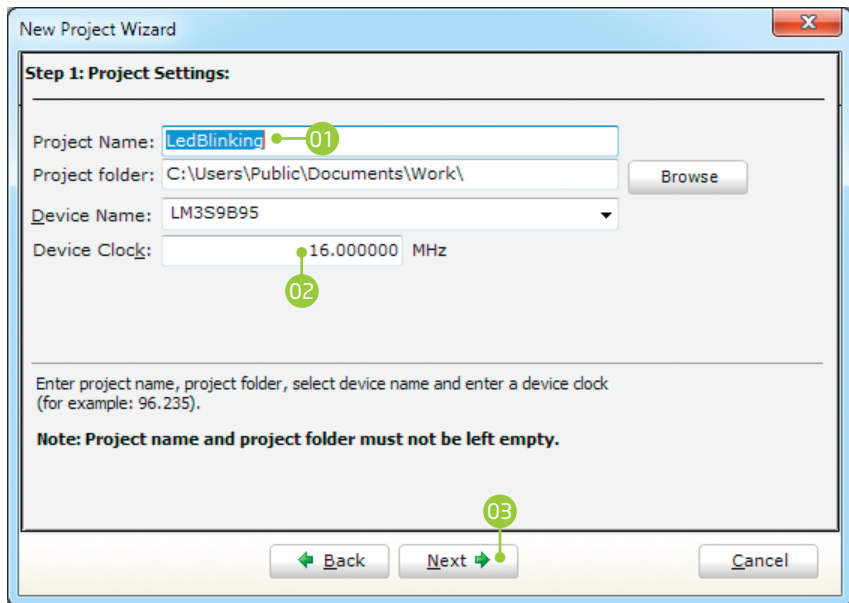 New Project Wizard
Step 1: Project Settings:
Project Name: LedBlinking 01
Project folder: C:\Users\Public\Documents\Work\ Browse
Device Name: LM3S9B95
Device Clock: 16.000000 MHz
02
Enter project name, project folder, select device name and enter a device clock
(for example: 96.235).
Note: Project name and project folder must not be left empty.
03
Back Next Cancel